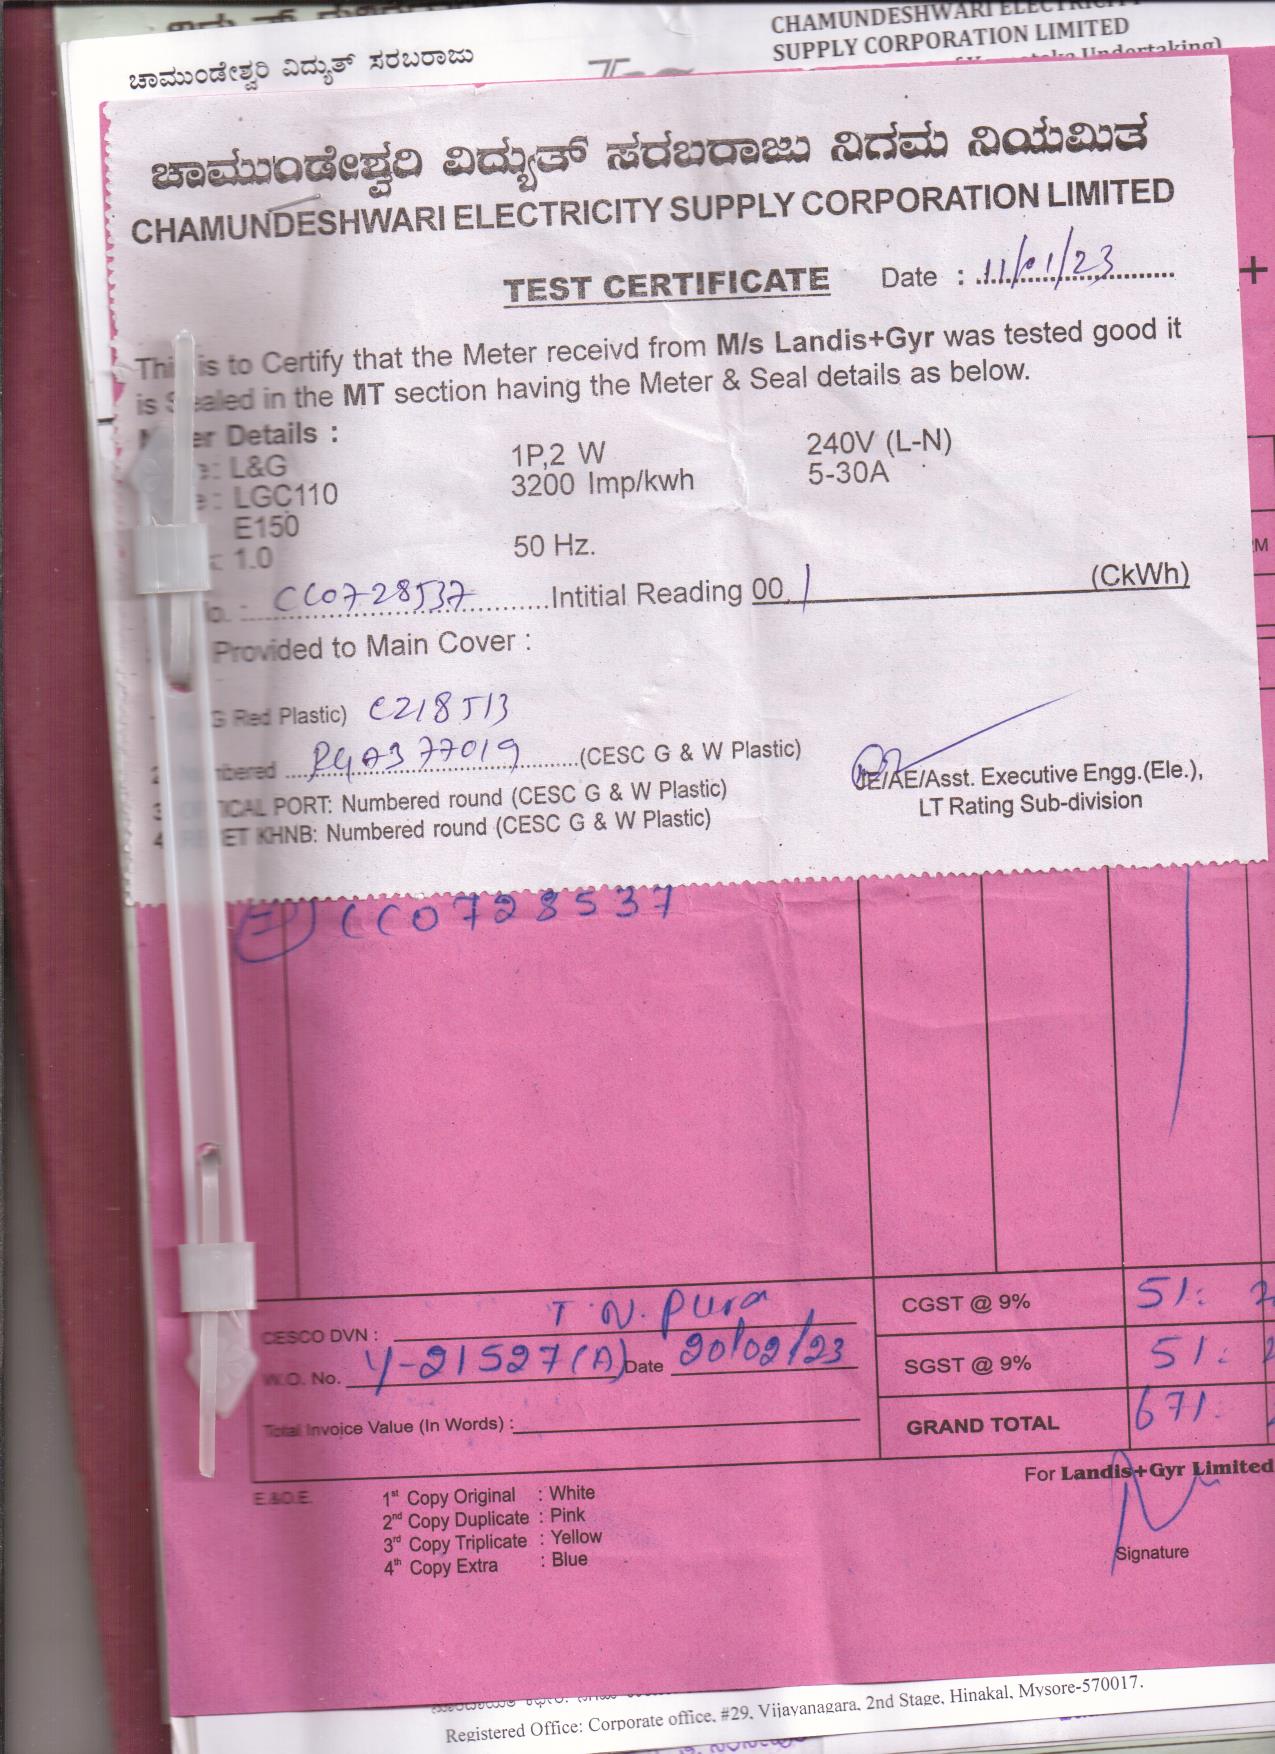 CHAMUNDESHWARI ELECTRICITY
SUPPLY CORPORATION LIMITED
ಚಾಮುಂಡೇಶ್ವರಿ ವಿದ್ಯುತ್ ಸರಬರಾಜು
ಚಾಮುಂಡೇಶ್ವರಿ ವಿದ್ಯುತ್ ಸರಬರಾಜು ನಿಗಮ ನಿಯಮಿತ
CHAMUNDESHWARI ELECTRICITY SUPPLY CORPORATION LIMITED
TEST CERTIFICATE Date : 11/01/23
This is to Certify that the Meter receivd from M/s Landis+Gyr was tested good it
is Sealed in the MT section having the Meter & Seal details as below.
Details :
: L&G 1P,2 W 240V (L-N)
: LGC110 3200 Imp/kwh 5-30A
E150
: 1.0 50 Hz.
CC0728537 Intitial Reading 00 1 (CkWh)
Provided to Main Cover :
G Red Plastic) C218513
(CESC G & W Plastic)
JE/AE/Asst. Executive Engg.(Ele.),
PORT: Numbered round (CESC G & W Plastic)
LT Rating Sub-division
KHNB: Numbered round (CESC G & W Plastic)
CC0728537
CESCO DVN : T.N. Pura
CGST @ 9% 51:
W.O. No. Y-21527(A) Date 20/02/23
SGST @ 9% 51:
Total Invoice Value (In Words) :
GRAND TOTAL 671:
For Landis+Gyr Limited
E.&O.E.
1st Copy Original : White
2nd Copy Duplicate : Pink
3rd Copy Triplicate : Yellow
4th Copy Extra : Blue
Signature
Registered Office: Corporate office, #29, Vijayanagara, 2nd Stage, Hinakal, Mysore-570017.